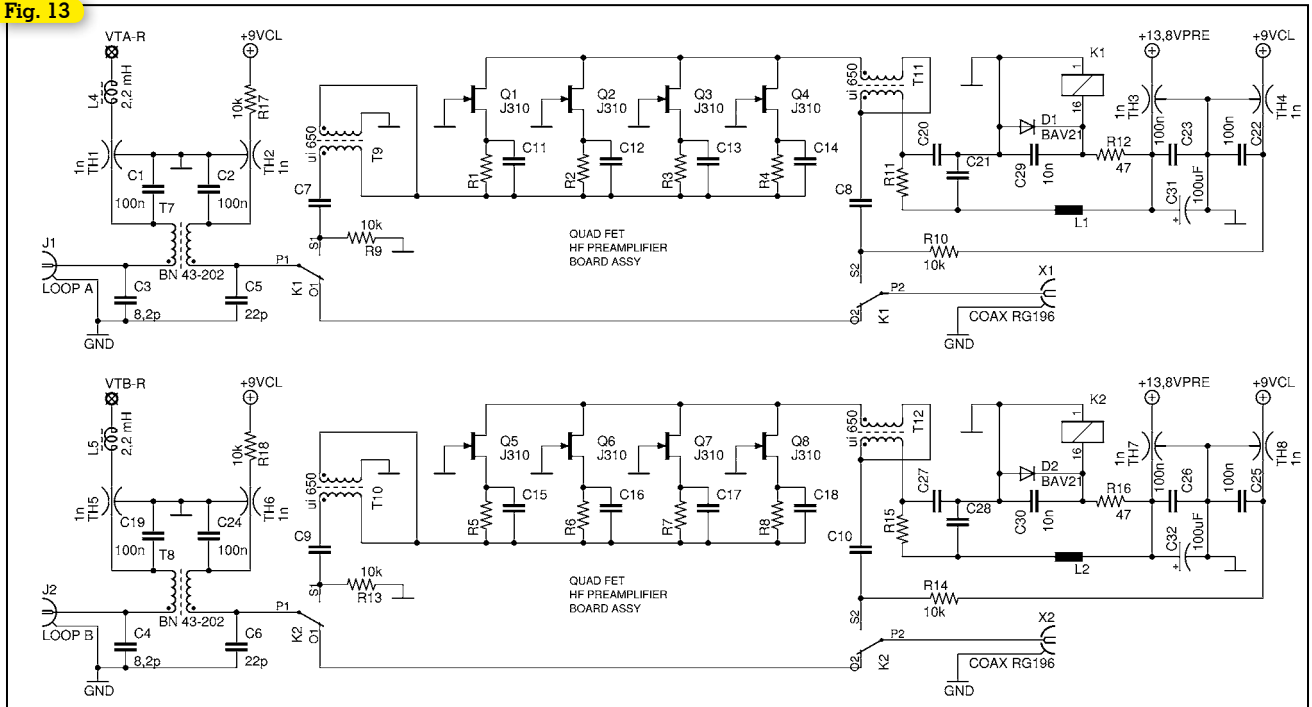 Fig. 13
VTA-R
+9VCL
L4
2,2 mH
10k
R17
1n
TH1
TH2
1n
C1
C2
100n
T7
100n
J1
LOOP A
BN 43-202
C3
8,2p
C5
22p
GND
P1
K1
O1
S1
C7
ui 650
T9
10k
R9
Q1
J310
Q2
J310
Q3
J310
Q4
J310
R1
C11
R2
C12
R3
C13
R4
C14
QUAD FET
HF PREAMPLIFIER
BOARD ASSY
ui 650
T11
C8
R11
C20
C21
D1
BAV21
C29
10n
K1
1
16
R12
47
L1
+13,8VPRE
+9VCL
1n
TH3
100n
C23
100n
C22
TH4
1n
C31
100uF
+
R10
10k
S2
O2
K1
P2
X1
COAX RG196
GND
VTB-R
+9VCL
L5
2,2 mH
10k
R18
1n
TH5
TH6
1n
C19
C24
100n
T8
100n
J2
LOOP B
BN 43-202
C4
8,2p
C6
22p
GND
P1
K2
O1
S1
C9
ui 650
T10
10k
R13
Q5
J310
Q6
J310
Q7
J310
Q8
J310
R5
C15
R6
C16
R7
C17
R8
C18
QUAD FET
HF PREAMPLIFIER
BOARD ASSY
ui 650
T12
C10
R15
C27
C28
D2
BAV21
C30
10n
K2
1
16
R16
47
L2
+13,8VPRE
+9VCL
1n
TH7
100n
C26
100n
C25
TH8
1n
C32
100uF
+
R14
10k
S2
O2
K2
P2
X2
COAX RG196
GND